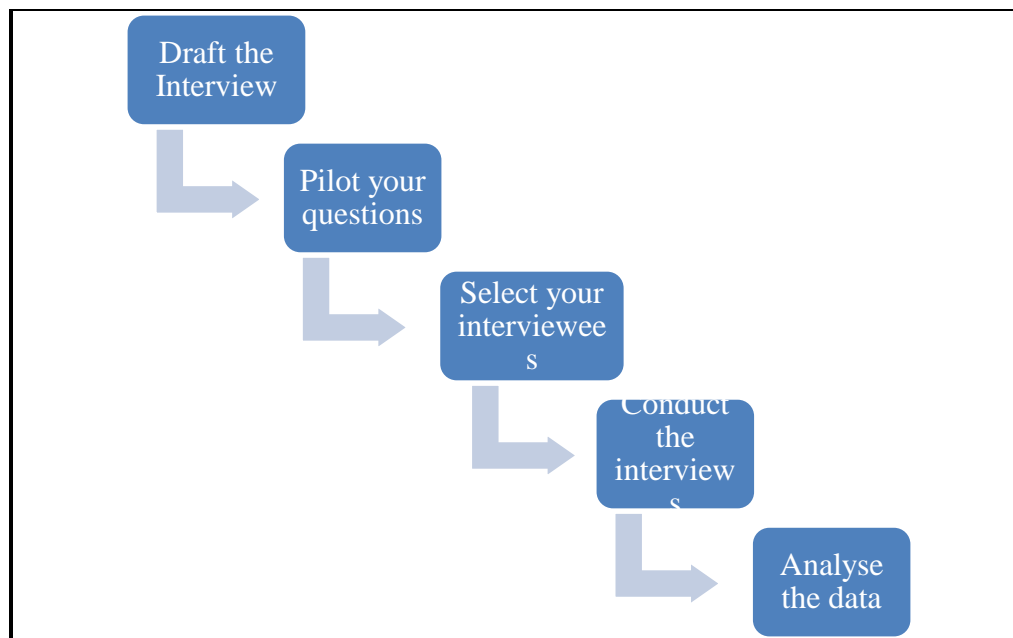 Draft the
Interview
Pilot your
questions
Select your
interviewee
s
Conduct
the
interview
s
Analyse
the data